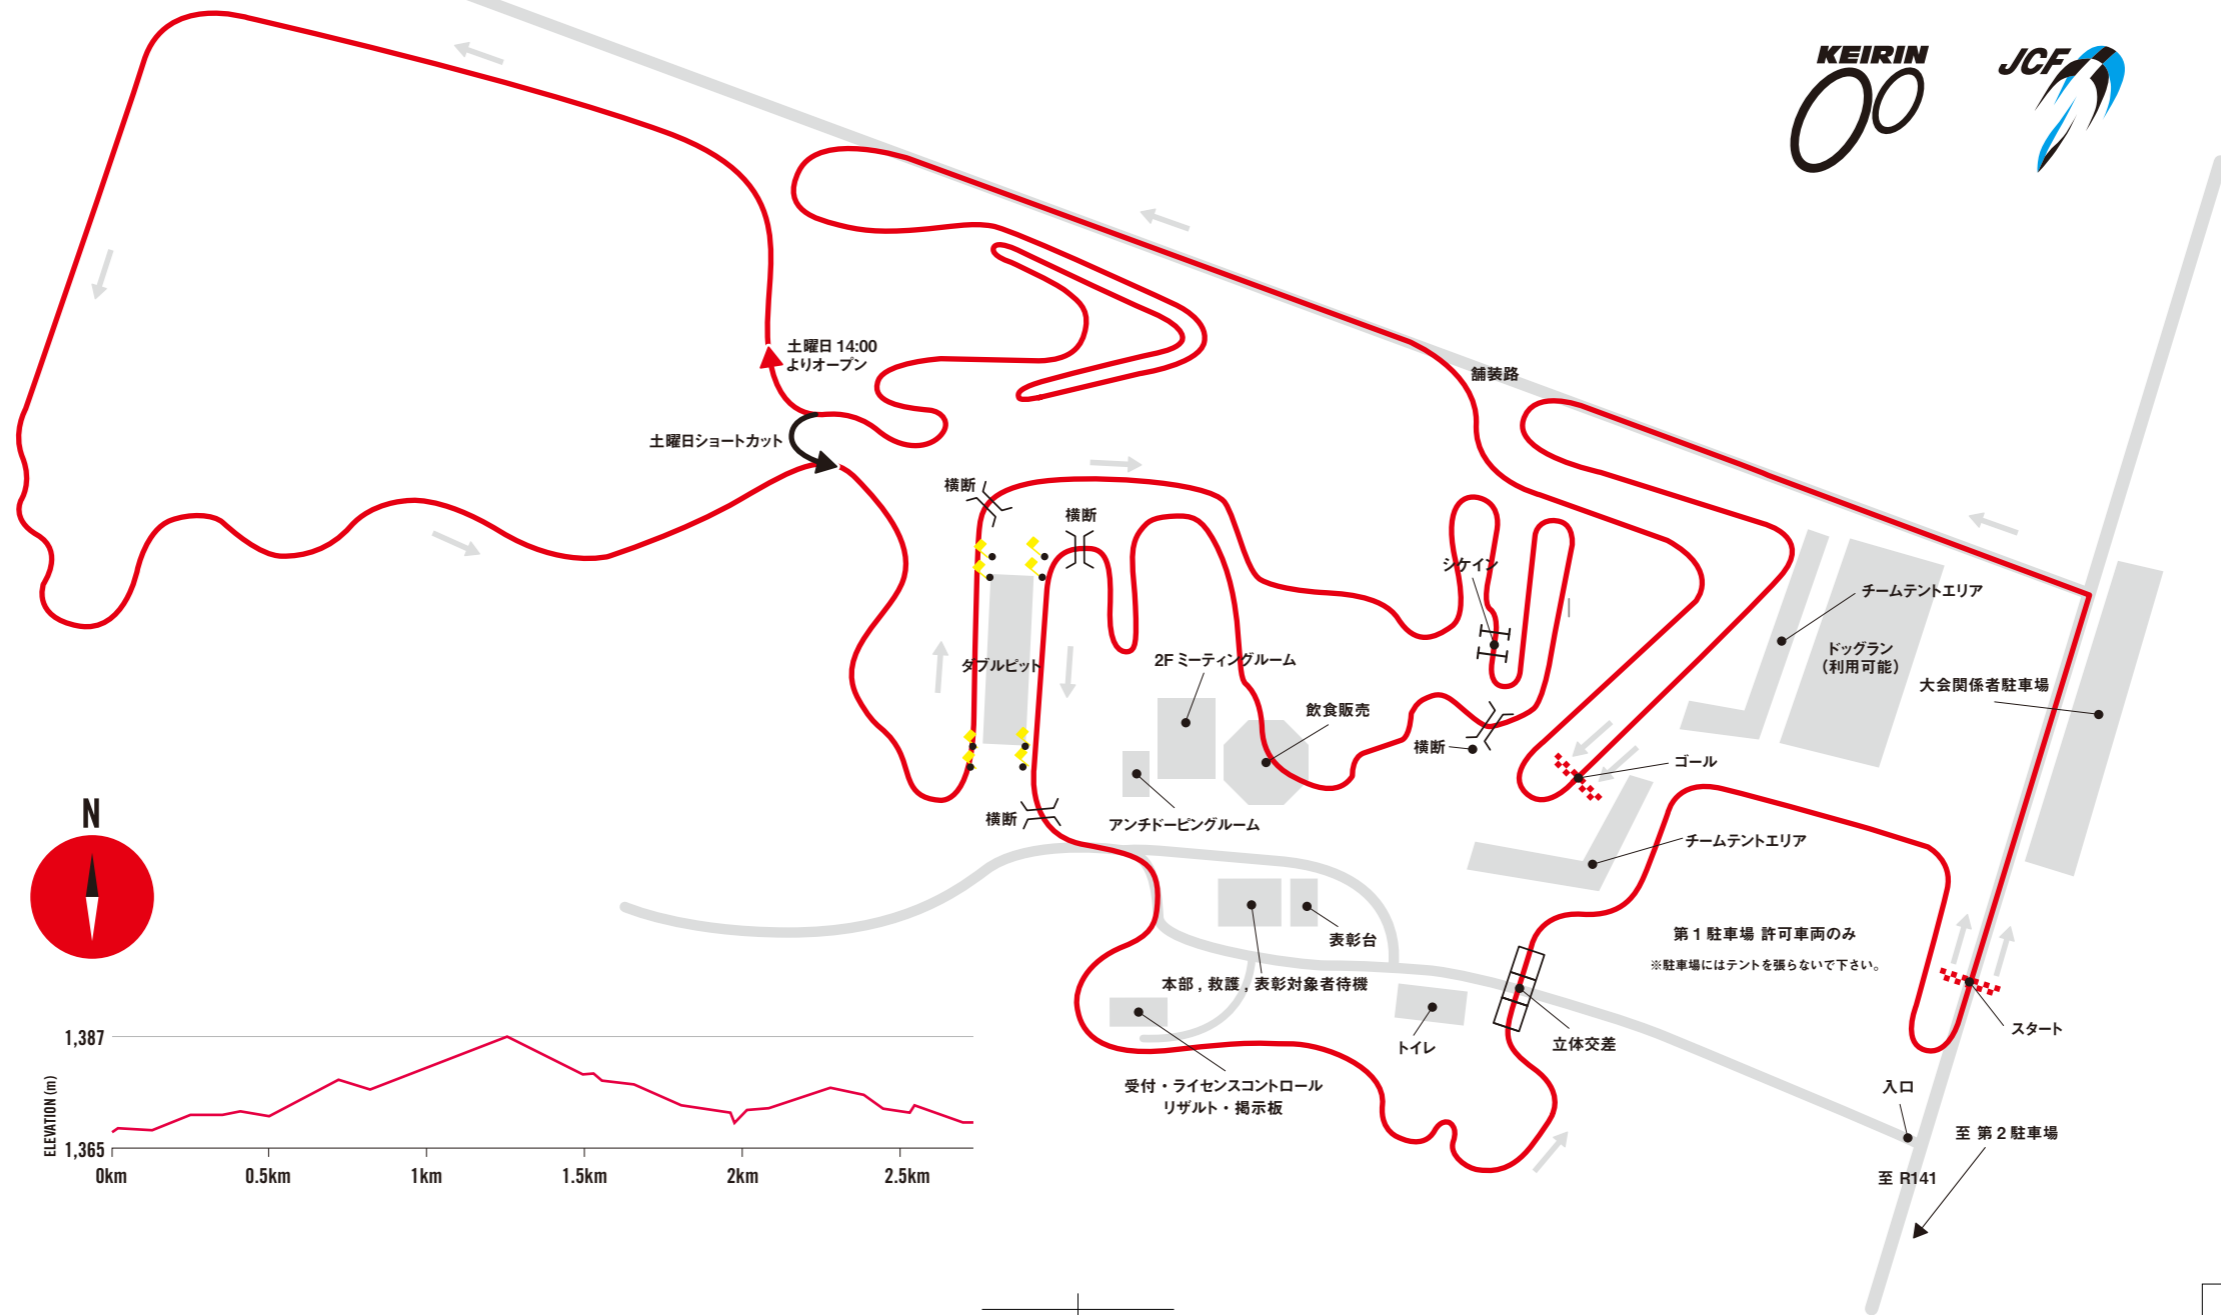 KEIRIN
JCF
土曜日 14:00
よりオープン
舗装路
土曜日ショートカット
横断
横断
シケイン
チームテントエリア
ドッグラン
(利用可能)
2F ミーティングルーム
タブルピット
大会関係者駐車場
飲食販売
横断
ゴール
横断
アンチドーピングルーム
チームテントエリア
N
表彰台
第 1 駐車場 許可車両のみ
※駐車場にはテントを張らないで下さい。
本部 , 救護 , 表彰対象者待機
スタート
トイレ
立体交差
受付・ライセンスコントロール
リザルト・掲示板
入口
至 第 2 駐車場
至 R141
1,387
ELEVATION (m)
1,365
0km
0.5km
1km
1.5km
2km
2.5km